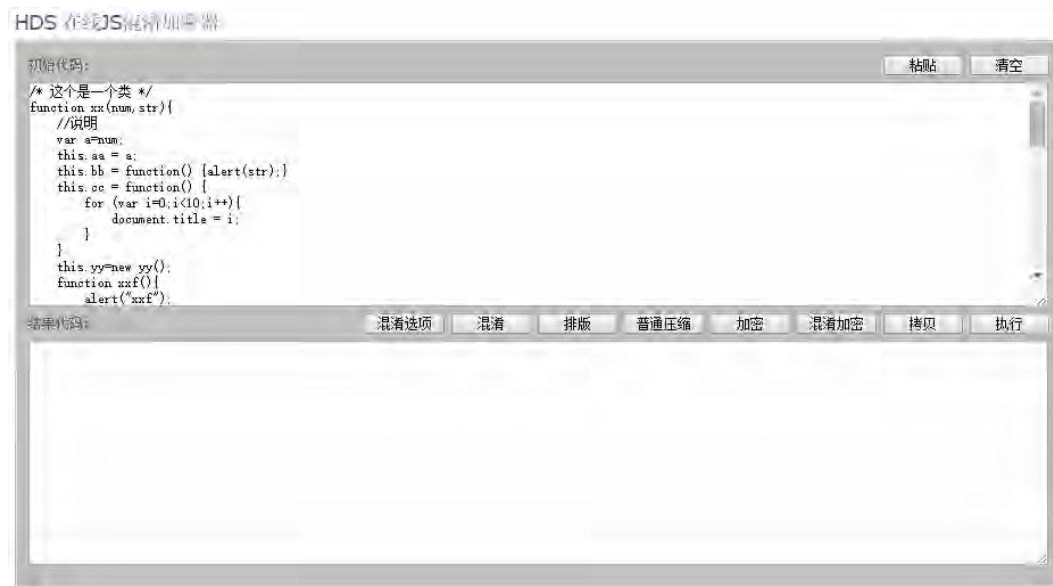 HDS 在线JS混淆加密器
初始代码: 粘贴 清空
/* 这个是一个类 */
function xx(num,str){
//说明
var a=num;
this.aa = a;
this.bb = function() {alert(str);}
this.cc = function() {
for (var i=0;i<10;i++){
document.title = i;
}
}
this.yy=new yy();
function xxf(){
alert("xxf");
结果代码: 混淆选项 混淆 排版 普通压缩 加密 混淆加密 拷贝 执行